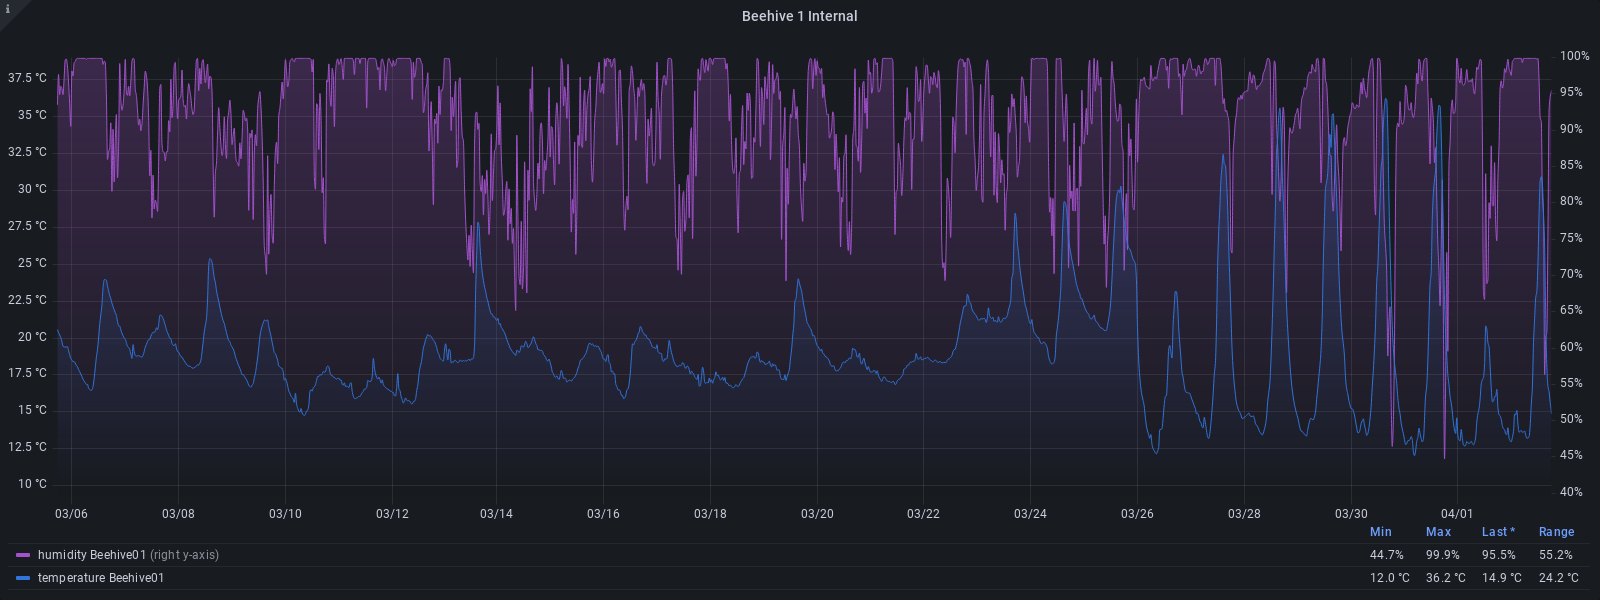 i
Beehive 1 Internal
37.5 °C
35 °C
32.5 °C
30 °C
27.5 °C
25 °C
22.5 °C
20 °C
17.5 °C
15 °C
12.5 °C
10 °C
100%
95%
90%
85%
80%
75%
70%
65%
60%
55%
50%
45%
40%
03/06 03/08 03/10 03/12 03/14 03/16 03/18 03/20 03/22 03/24 03/26 03/28 03/30 04/01
Min Max Last * Range
humidity Beehive01 (right y-axis) 44.7% 99.9% 95.5% 55.2%
temperature Beehive01 12.0 °C 36.2 °C 14.9 °C 24.2 °C